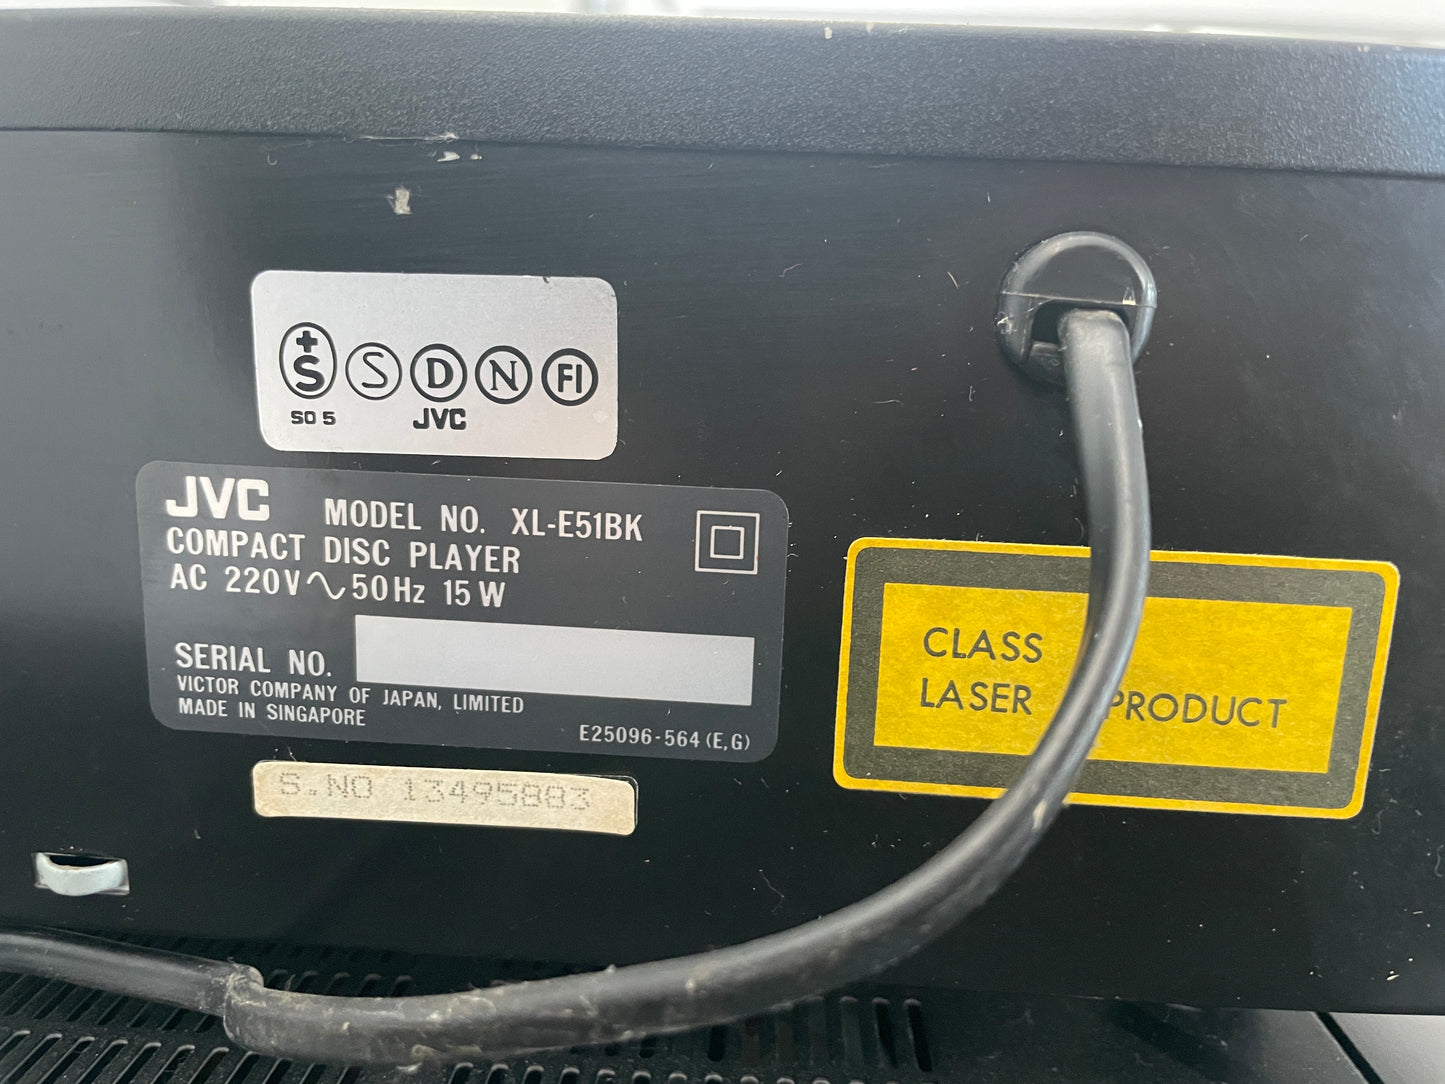 +S S D N FI
SO 5 JVC
JVC MODEL NO. XL-E51BK
COMPACT DISC PLAYER
AC 220V ∿ 50Hz 15W
SERIAL NO.
VICTOR COMPANY OF JAPAN, LIMITED
MADE IN SINGAPORE
E25096-564 (E,G)
S.NO 13495883
CLASS
LASER PRODUCT